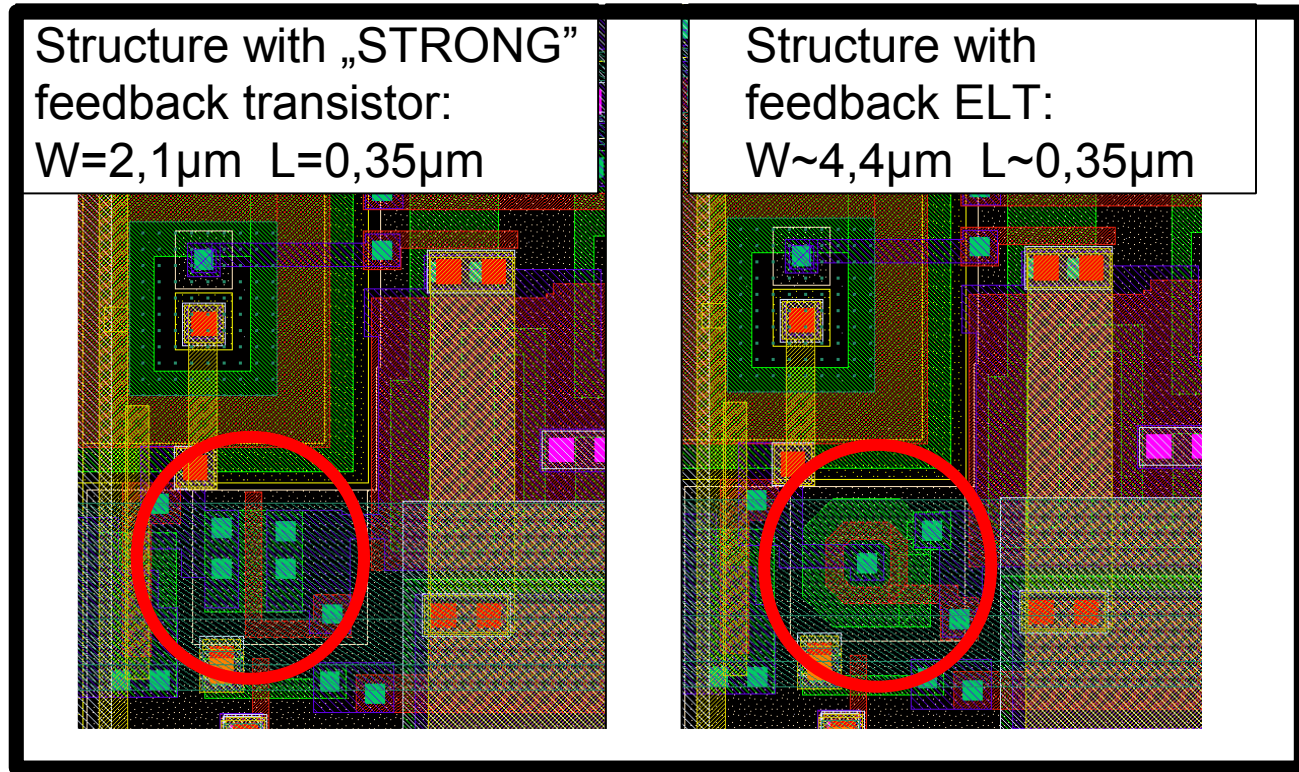 Structure with „STRONG”
feedback transistor:
W=2,1µm  L=0,35µm
Structure with
feedback ELT:
W~4,4µm  L~0,35µm